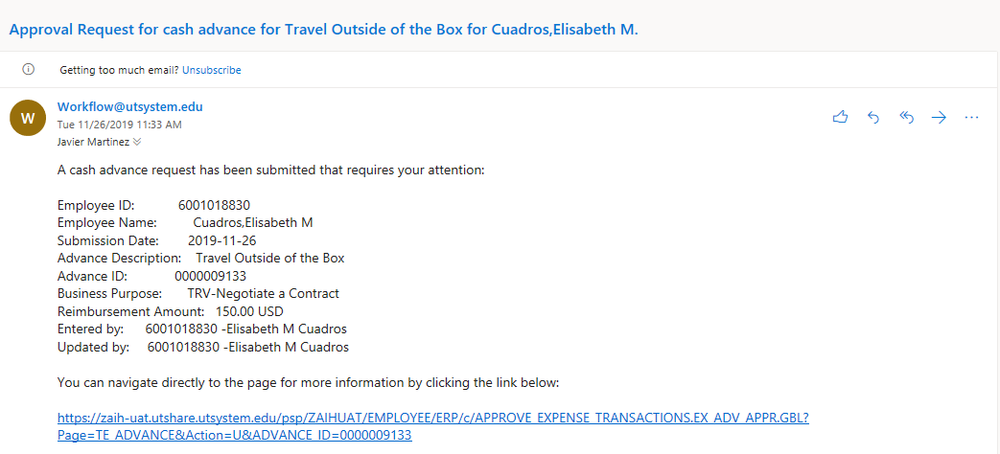 Approval Request for cash advance for Travel Outside of the Box for Cuadros,Elisabeth M.
Getting too much email? Unsubscribe
W
Workflow@utsystem.edu
Tue 11/26/2019 11:33 AM
Javier Martinez
A cash advance request has been submitted that requires your attention:
Employee ID: 6001018830
Employee Name: Cuadros,Elisabeth M
Submission Date: 2019-11-26
Advance Description: Travel Outside of the Box
Advance ID: 0000009133
Business Purpose: TRV-Negotiate a Contract
Reimbursement Amount: 150.00 USD
Entered by: 6001018830 -Elisabeth M Cuadros
Updated by: 6001018830 -Elisabeth M Cuadros
You can navigate directly to the page for more information by clicking the link below:
https://zaih-uat.utshare.utsystem.edu/psp/ZAIHUAT/EMPLOYEE/ERP/c/APPROVE_EXPENSE_TRANSACTIONS.EX_ADV_APPR.GBL?
Page=TE_ADVANCE&Action=U&ADVANCE_ID=0000009133